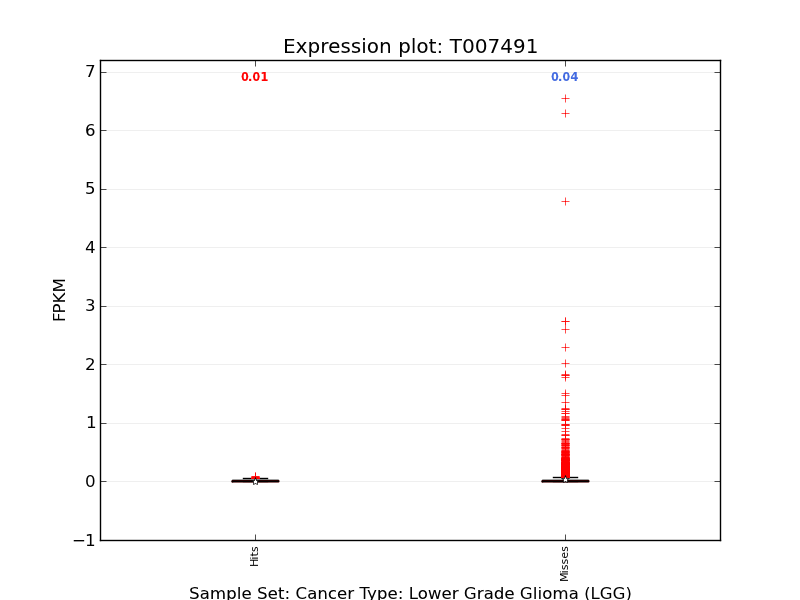 Expression plot: T007491
0.01
0.04
7
6
5
4
3
2
1
0
−1
FPKM
Hits
Misses
Sample Set: Cancer Type: Lower Grade Glioma (LGG)